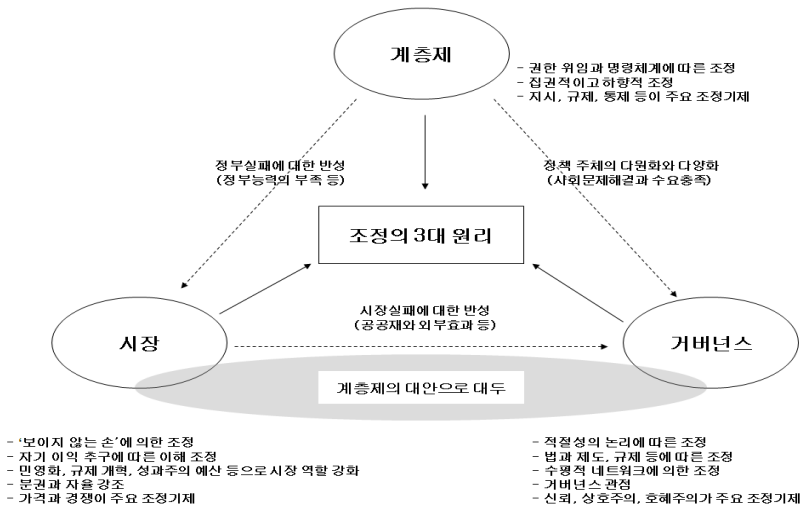 계층제
- 권한 위임과 명령체계에 따른 조정
- 집권적이고 하향적 조정
- 지시, 규제, 통제 등이 주요 조정기제
정부실패에 대한 반성
(정부능력의 부족 등)
정책 주체의 다원화와 다양화
(사회문제해결과 수요충족)
조정의 3대 원리
시장
시장실패에 대한 반성
(공공재와 외부효과 등)
거버넌스
계층제의 대안으로 대두
- ‘보이지 않는 손’에 의한 조정
- 자기 이익 추구에 따른 이해 조정
- 민영화, 규제 개혁, 성과주의 예산 등으로 시장 역할 강화
- 분권과 자율 강조
- 가격과 경쟁이 주요 조정기제
- 적절성의 논리에 따른 조정
- 법과 제도, 규제 등에 따른 조정
- 수평적 네트워크에 의한 조정
- 거버넌스 관점
- 신뢰, 상호주의, 호혜주의가 주요 조정기제